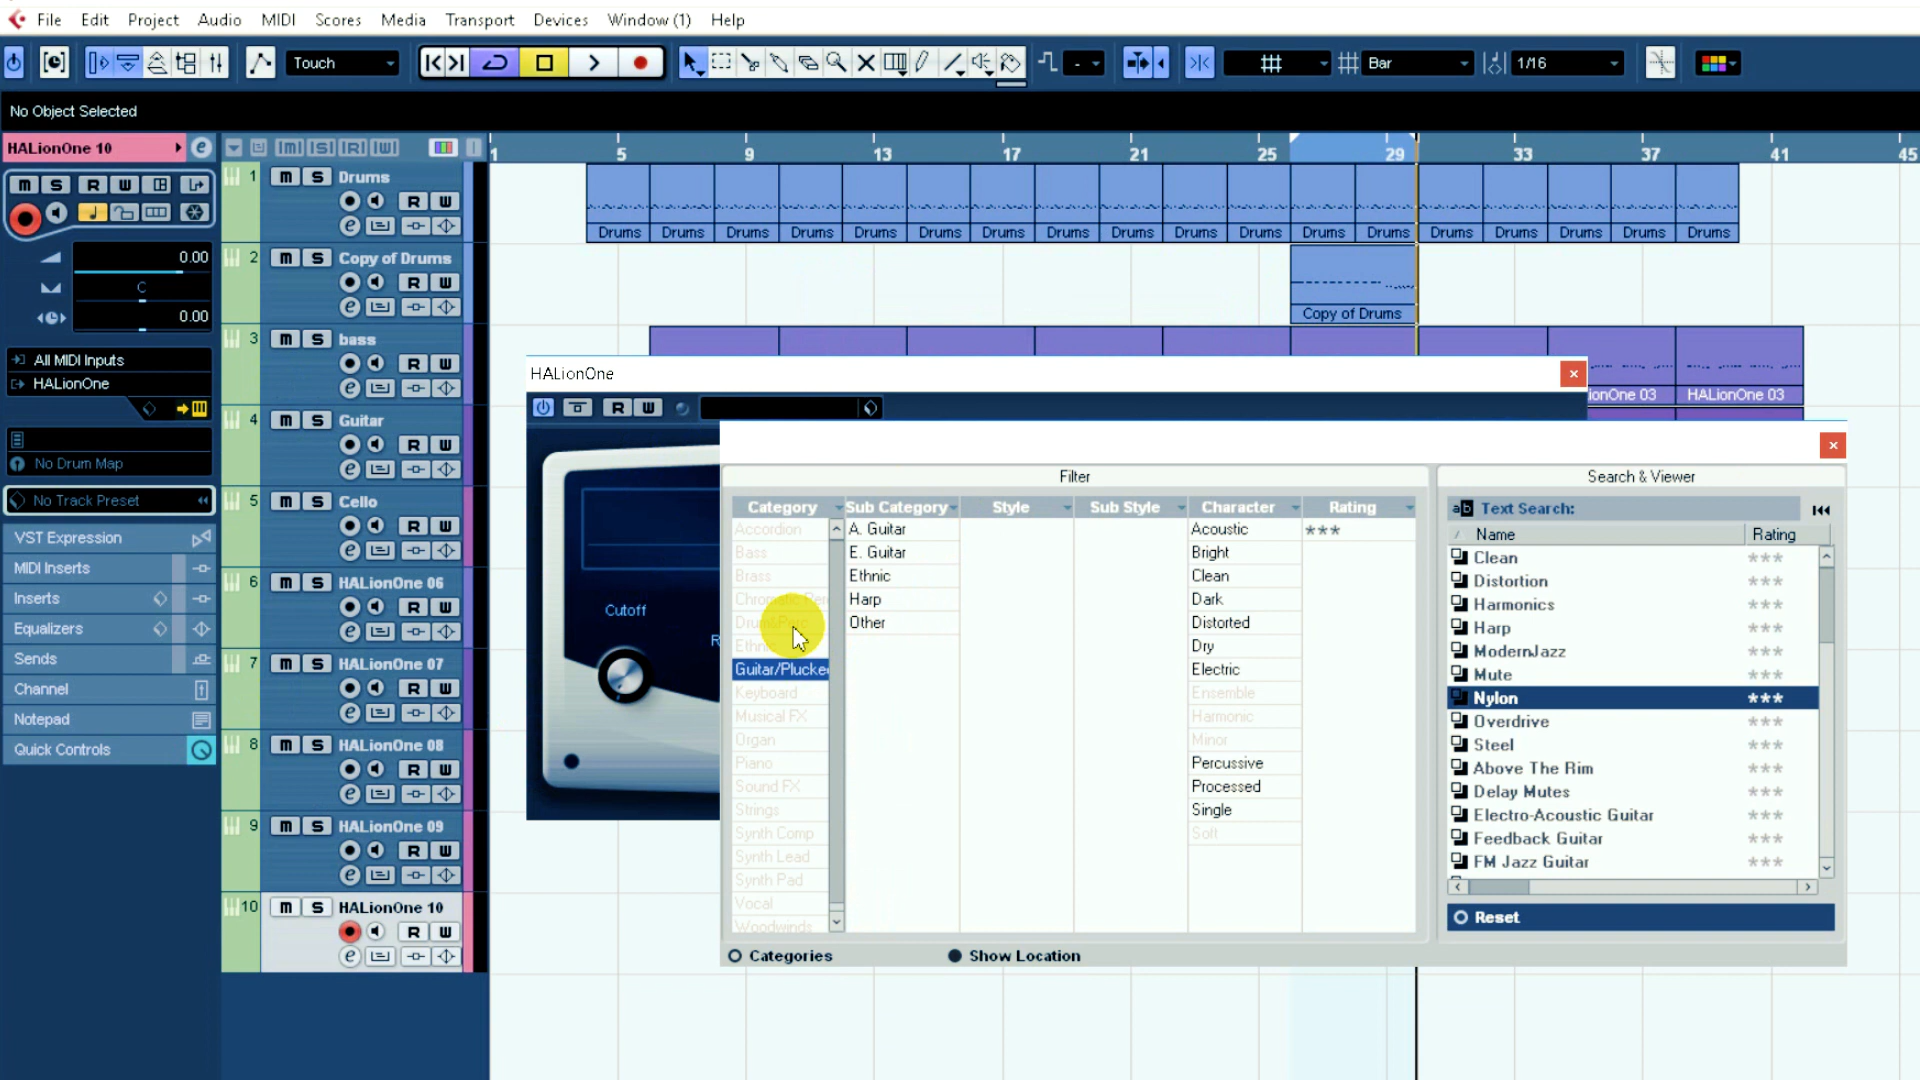 File Edit Project Audio MIDI Scores Media Transport Devices Window (1) Help
Touch - Bar 1/16
No Object Selected
HALionOne 10
1 5 9 13 17 21 25 29 33 37 41 45
m S R W
0.00
C
0.00
All MIDI Inputs
HALionOne
No Drum Map
No Track Preset
VST Expression
MIDI Inserts
Inserts
Equalizers
Sends
Channel
Notepad
Quick Controls
1 m S Drums
R W
2 m S Copy of Drums
R W
3 m S bass
R W
4 m S Guitar
R W
5 m S Cello
R W
6 m S HALionOne 06
R W
7 m S HALionOne 07
R W
8 m S HALionOne 08
R W
9 m S HALionOne 09
R W
10 m S HALionOne 10
R W
Drums Drums Drums Drums Drums Drums Drums Drums Drums Drums Drums Drums Drums Drums Drums Drums Drums Drums
Copy of Drums
ionOne 03 HALionOne 03
HALionOne
R W
Cutoff
R
Filter
Category Sub Category Style Sub Style Character Rating
Accordion A. Guitar Acoustic ***
Bass E. Guitar Bright
Brass Ethnic Clean
Chromatic Perc Harp Dark
Drum&Perc Other Distorted
Ethnic Dry
Guitar/Plucked Electric
Keyboard Ensemble
Musical FX Harmonic
Organ Minor
Piano Percussive
Sound FX Processed
Strings Single
Synth Comp Soft
Synth Lead
Synth Pad
Vocal
Woodwinds
Categories Show Location
Search & Viewer
Text Search:
Name Rating
Clean ***
Distortion ***
Harmonics ***
Harp ***
ModernJazz ***
Mute ***
Nylon ***
Overdrive ***
Steel ***
Above The Rim ***
Delay Mutes ***
Electro-Acoustic Guitar ***
Feedback Guitar ***
FM Jazz Guitar ***
Reset